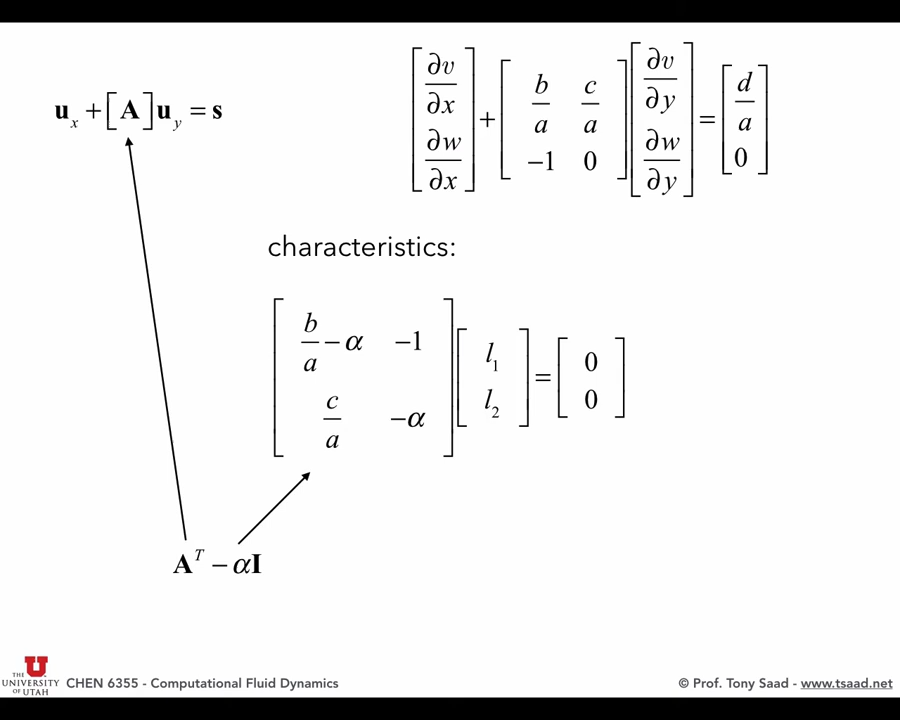 u_x + [A] u_y = s
[∂v/∂x ∂w/∂x] + [b/a c/a −1 0] [∂v/∂y ∂w/∂y] = [d/a 0]
characteristics:
[b/a − α −1 c/a −α] [l_1 l_2] = [0 0]
A^T − αI
THE UNIVERSITY OF UTAH
CHEN 6355 - Computational Fluid Dynamics
© Prof. Tony Saad - www.tsaad.net